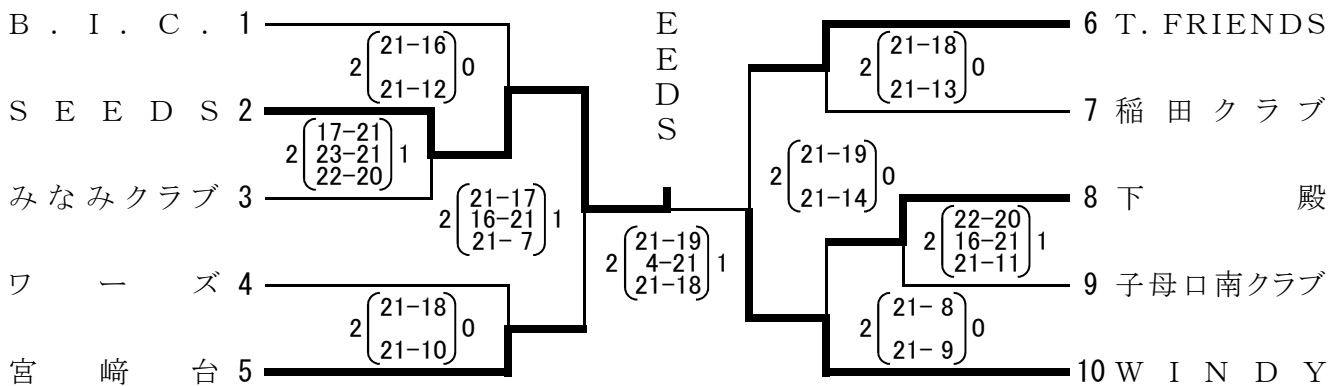 B.I.C. 1
2 21-16 21-12 0
SEEDS 2
2 17-21 23-21 22-20 1
みなみクラブ 3
2 21-17 16-21 21-7 1
ワーズ 4
2 21-18 21-10 0
宮崎台 5
EEDS
2 21-19 4-21 21-18 1
6 T.FRIENDS
2 21-18 21-13 0
7 稲田クラブ
2 21-19 21-14 0
8 下殿
2 22-20 16-21 21-11 1
9 子母口南クラブ
2 21-8 21-9 0
10 WINDY